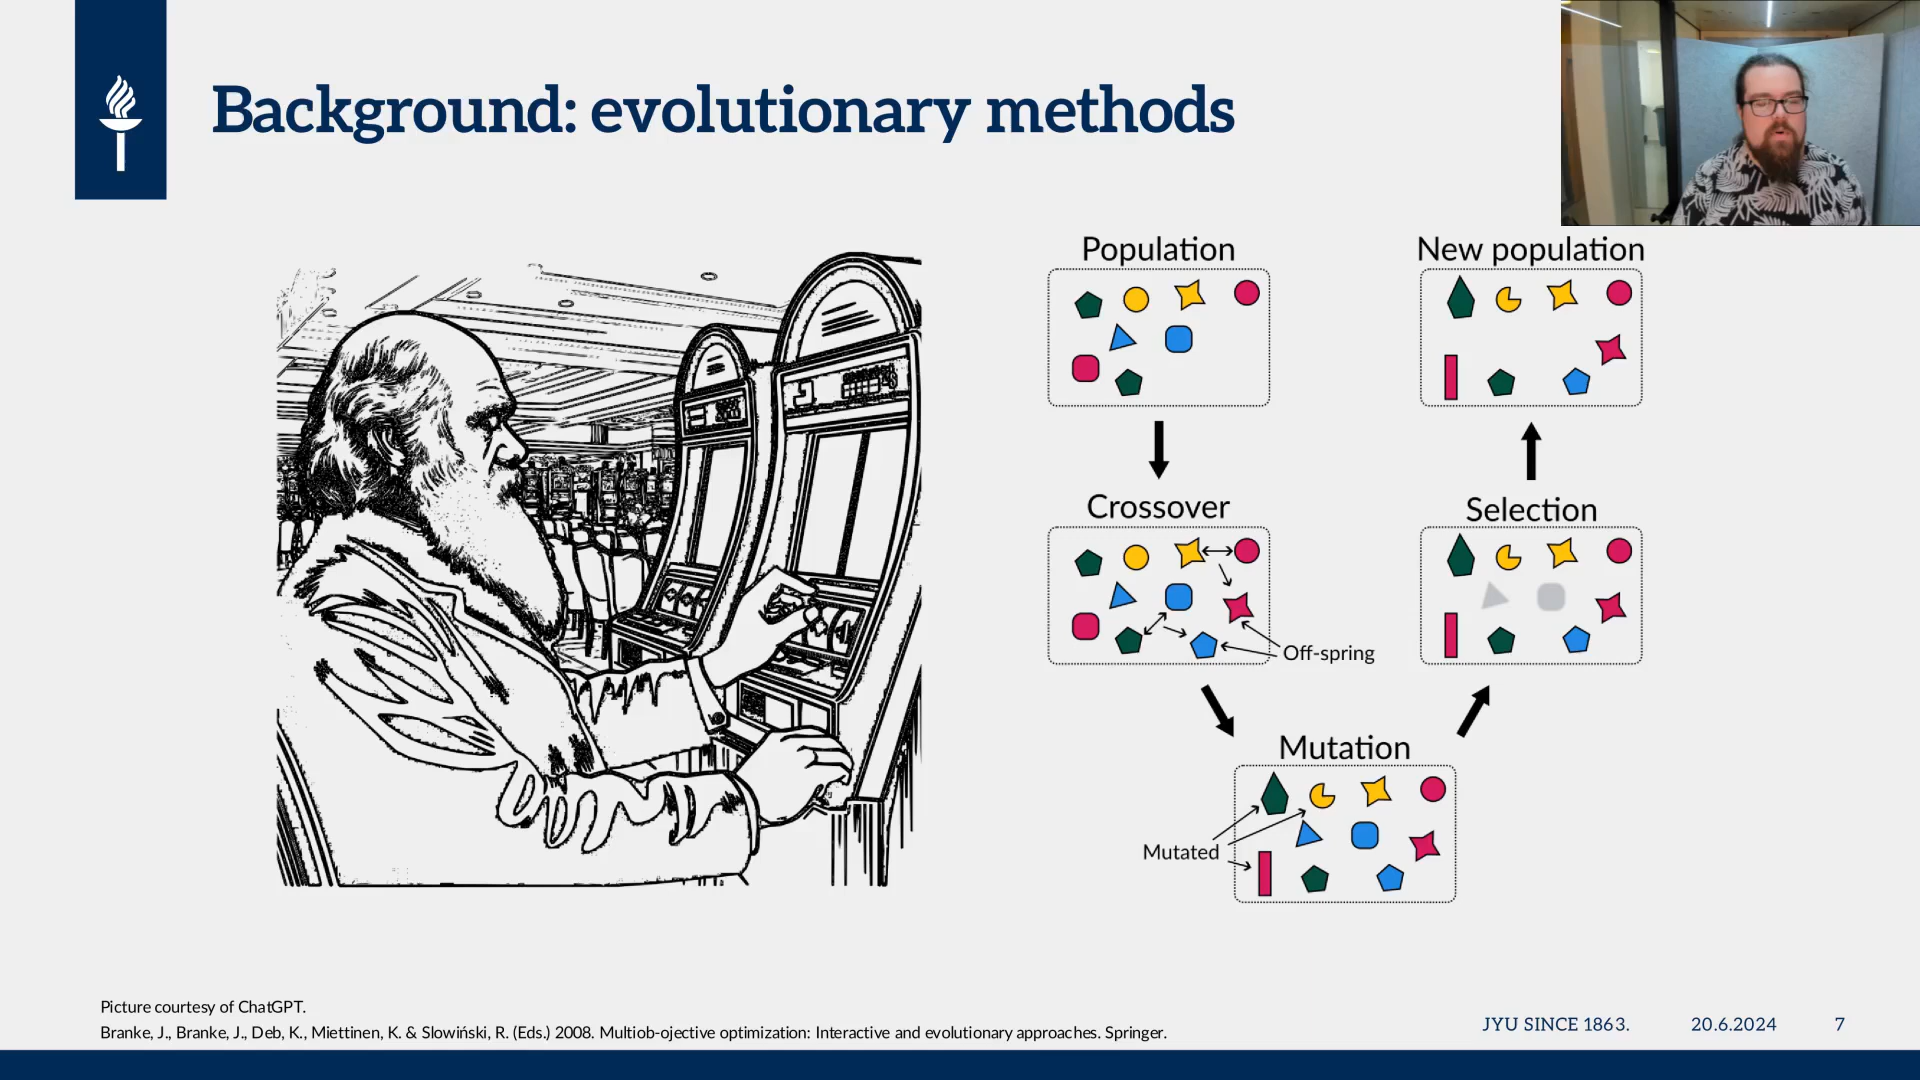 Background: evolutionary methods
Population
New population
Crossover
Selection
Off-spring
Mutation
Mutated
Picture courtesy of ChatGPT.
Branke, J., Branke, J., Deb, K., Miettinen, K. & Slowiński, R. (Eds.) 2008. Multiob-ojective optimization: Interactive and evolutionary approaches. Springer.
JYU SINCE 1863. 20.6.2024 7